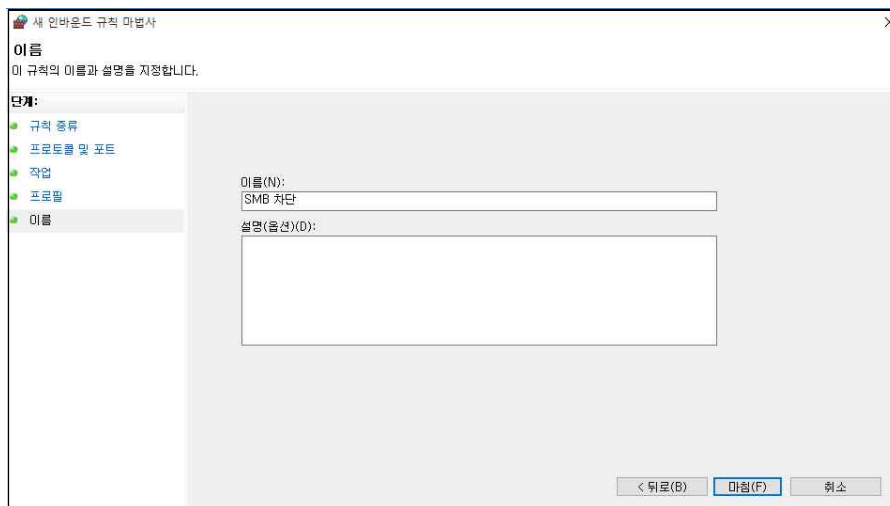 새 인바운드 규칙 마법사
이름
이 규칙의 이름과 설명을 지정합니다.
단계:
규칙 종류
프로토콜 및 포트
작업
프로필
이름
이름(N):
SMB 차단
설명(옵션)(D):
< 뒤로(B) 마침(F) 취소